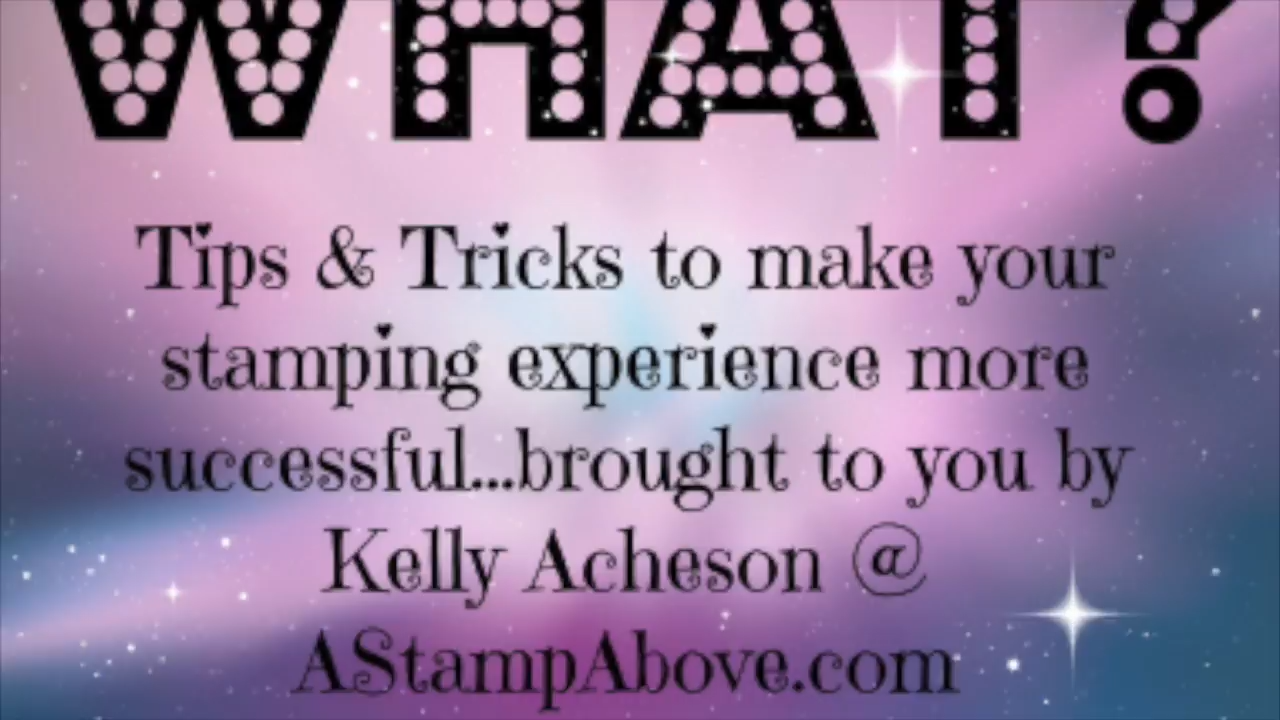 WHAT?
Tips & Tricks to make your
stamping experience more
successful...brought to you by
Kelly Acheson @
AStampAbove.com